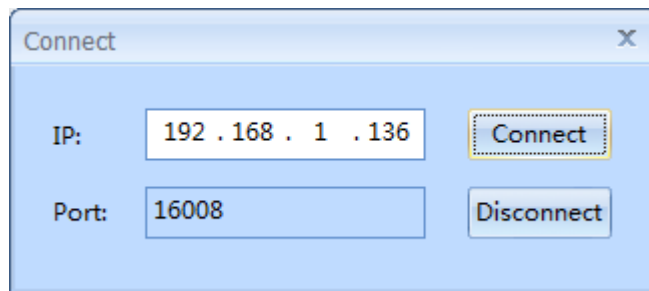 Connect x
IP: 192 . 168 . 1 . 136 Connect
Port: 16008 Disconnect